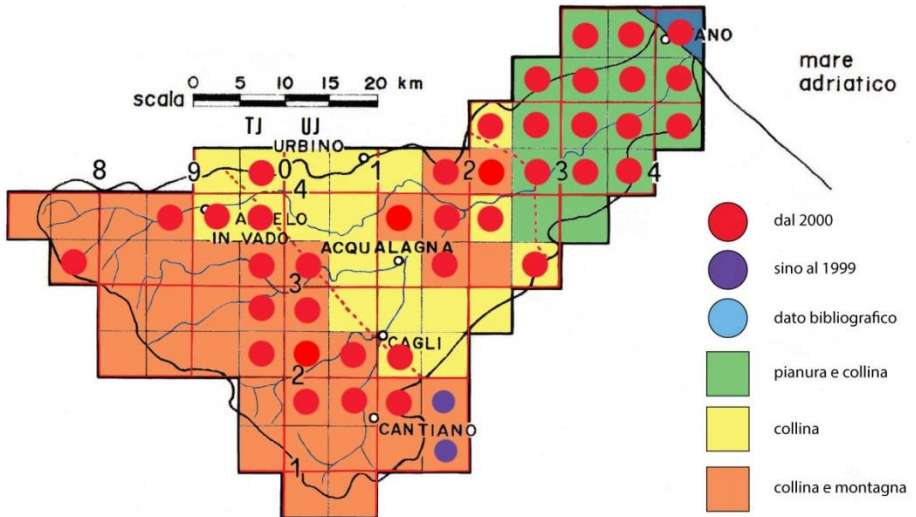 ANO
mare
adriatico
0 5 10 15 20 km
scala
TJ UJ
URBINO
8 9 0 1 2 3 4
4
A ELO
IN VADO
ACQUALAGNA
3
CAGLI
2
CANTIANO
1
dal 2000
sino al 1999
dato bibliografico
pianura e collina
collina
collina e montagna